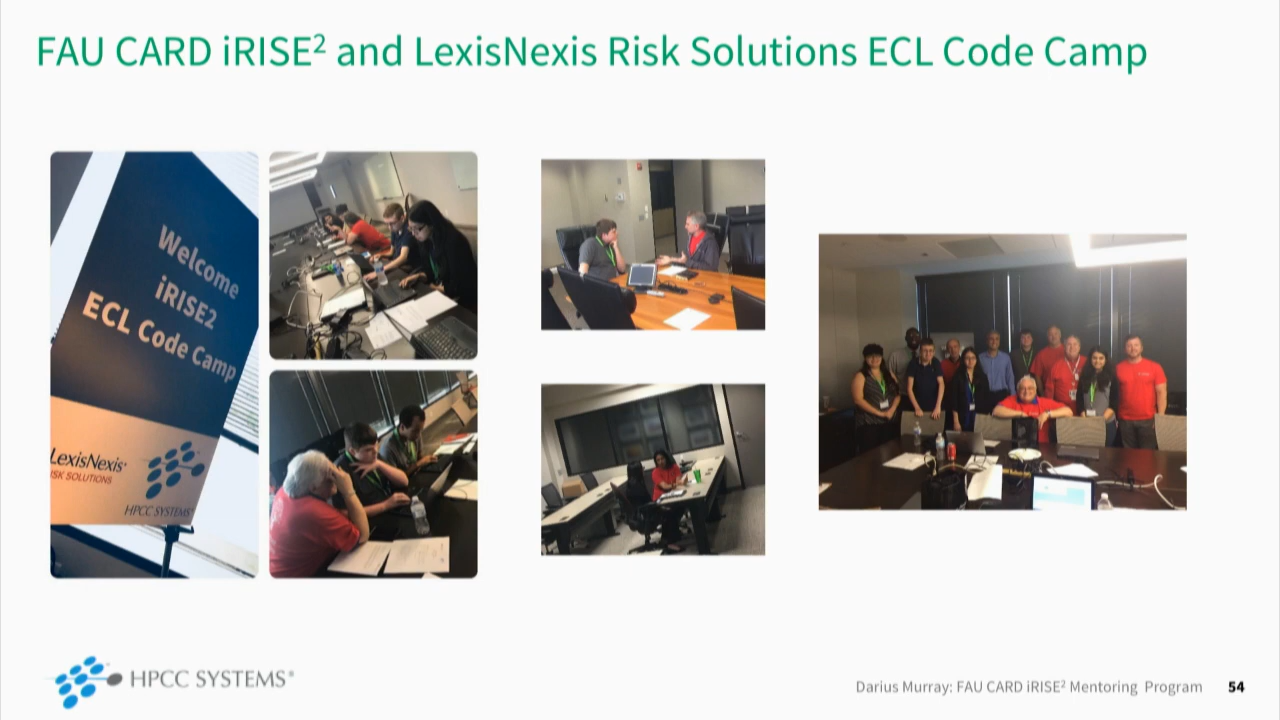 FAU CARD iRISE² and LexisNexis Risk Solutions ECL Code Camp
Welcome
iRISE2
ECL Code Camp
LexisNexis®
RISK SOLUTIONS
HPCC SYSTEMS®
HPCC SYSTEMS®
Darius Murray: FAU CARD iRISE² Mentoring Program 54